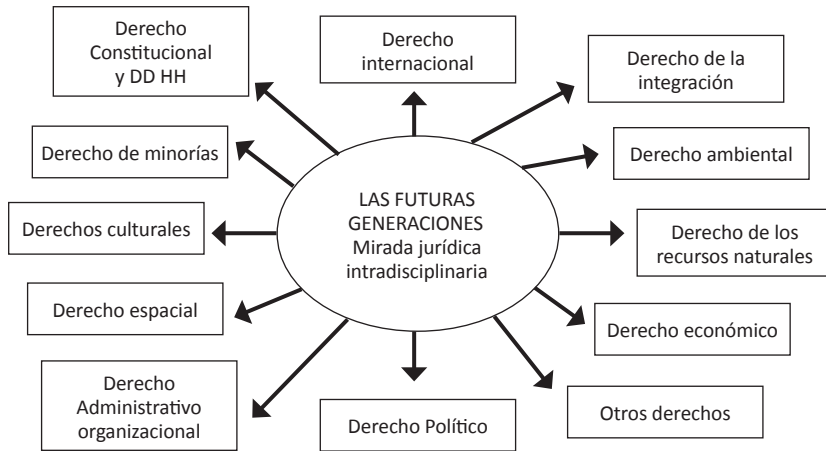 Derecho
Constitucional
y DD HH
Derecho
internacional
Derecho de la
integración
Derecho de minorías
Derecho ambiental
LAS FUTURAS
GENERACIONES
Mirada jurídica
intradisciplinaria
Derechos culturales
Derecho de los
recursos naturales
Derecho espacial
Derecho económico
Derecho
Administrativo
organizacional
Derecho Político
Otros derechos